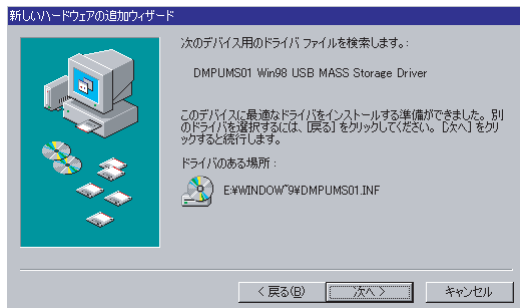 新しいハードウェアの追加ウィザード
次のデバイス用のドライバ ファイルを検索します。:
DMPUMS01 Win98 USB MASS Storage Driver
このデバイスに最適なドライバをインストールする準備ができました。別
のドライバを選択するには、[戻る] をクリックしてください。[次へ] をクリ
ックすると続行します。
ドライバのある場所 :
E:¥WINDOW~9¥DMPUMS01.INF
< 戻る(B)
次へ >
キャンセル